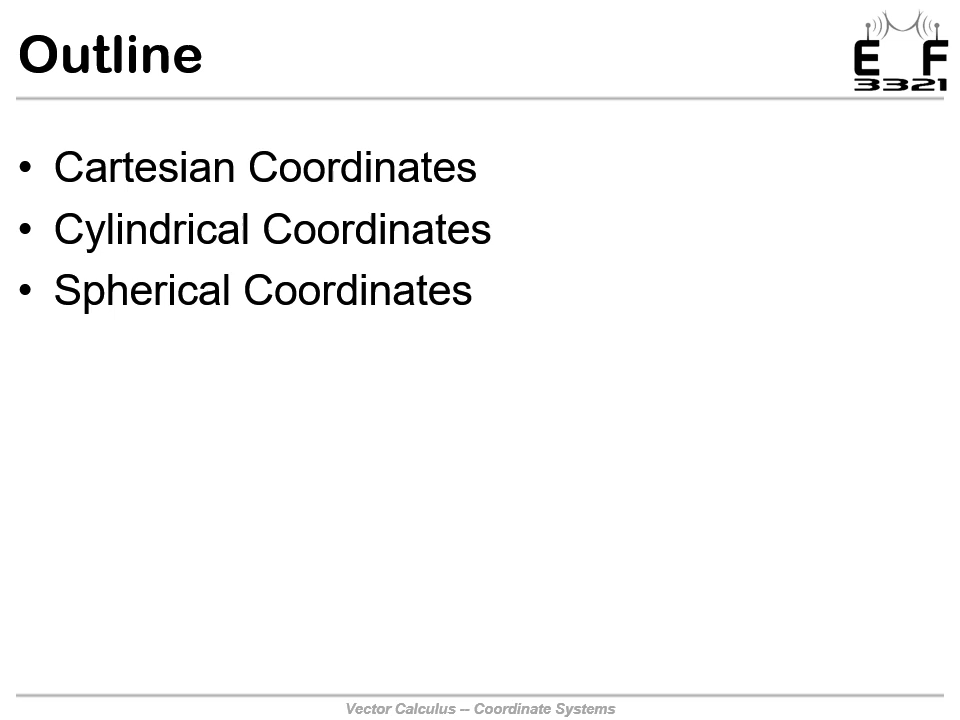 Outline
E F
3321
• Cartesian Coordinates
• Cylindrical Coordinates
• Spherical Coordinates
Vector Calculus -- Coordinate Systems